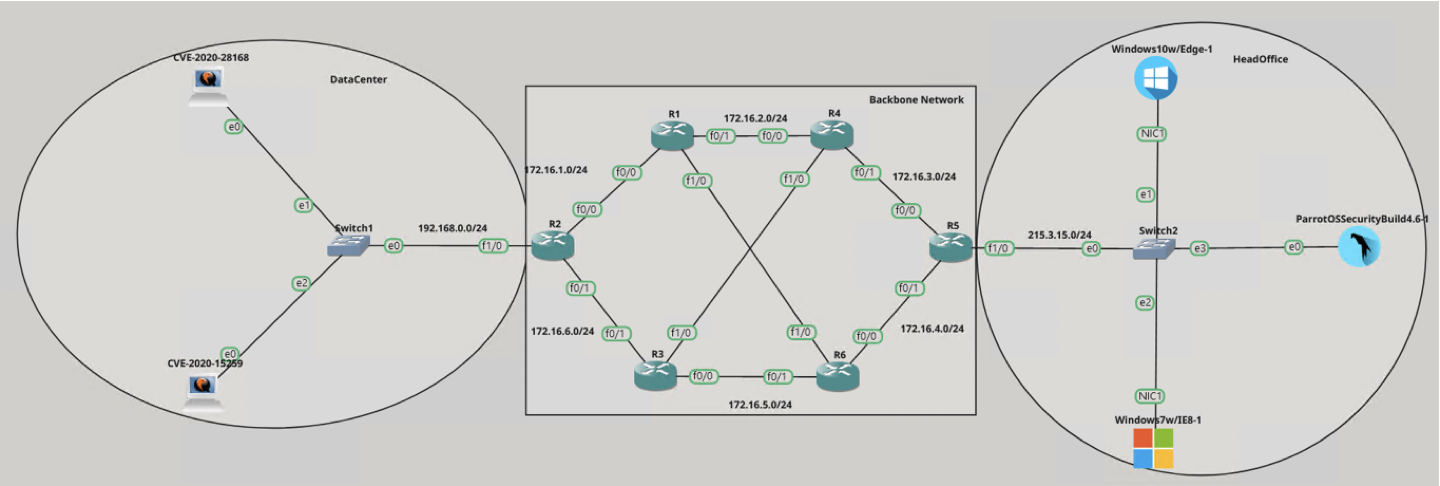 CVE-2020-28168
DataCenter
e0
e1
Switch1
192.168.0.0/24
e0
f1/0
e2
e0
CVE-2020-15259
Backbone Network
R1
172.16.2.0/24
R4
f0/1
f0/0
172.16.1.0/24
f0/0
f1/0
f1/0
f0/1
172.16.3.0/24
f0/0
f0/0
R2
R5
f0/1
f0/1
172.16.6.0/24
f0/1
f1/0
f1/0
f0/0
172.16.4.0/24
R3
R6
f0/0
f0/1
172.16.5.0/24
Windows10w/Edge-1
HeadOffice
NIC1
e1
ParrotOSSecurityBuild4.6-1
215.3.15.0/24
Switch2
f1/0
e0
e3
e0
e2
NIC1
Windows7w/IE8-1